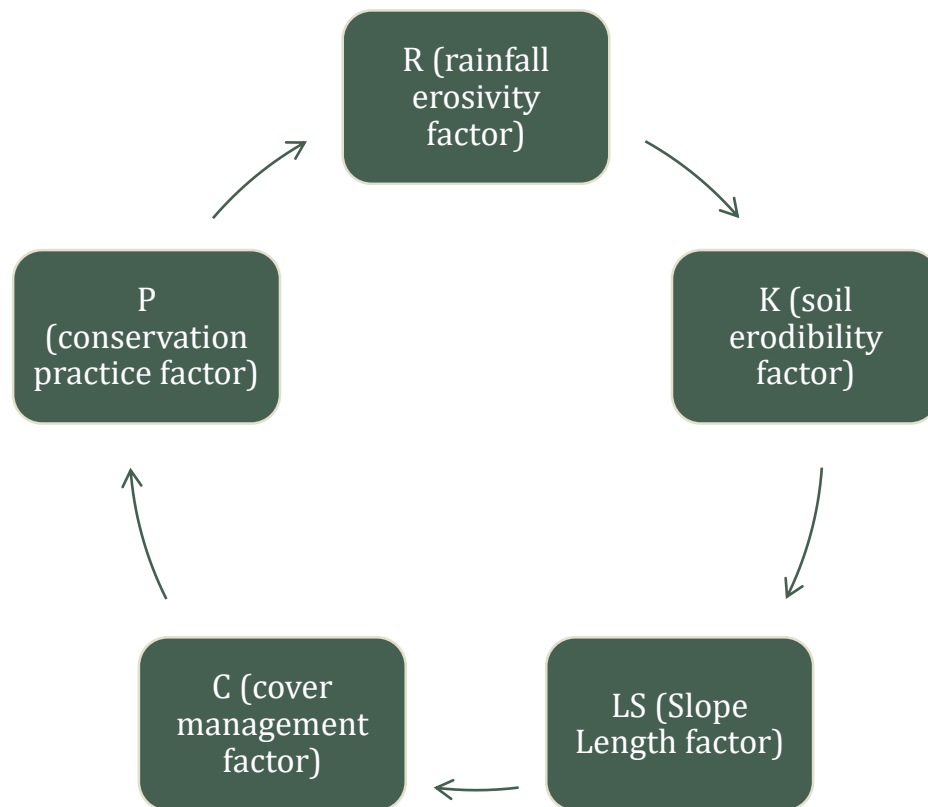 R (rainfall
erosivity
factor)
K (soil
erodibility
factor)
LS (Slope
Length factor)
C (cover
management
factor)
P
(conservation
practice factor)